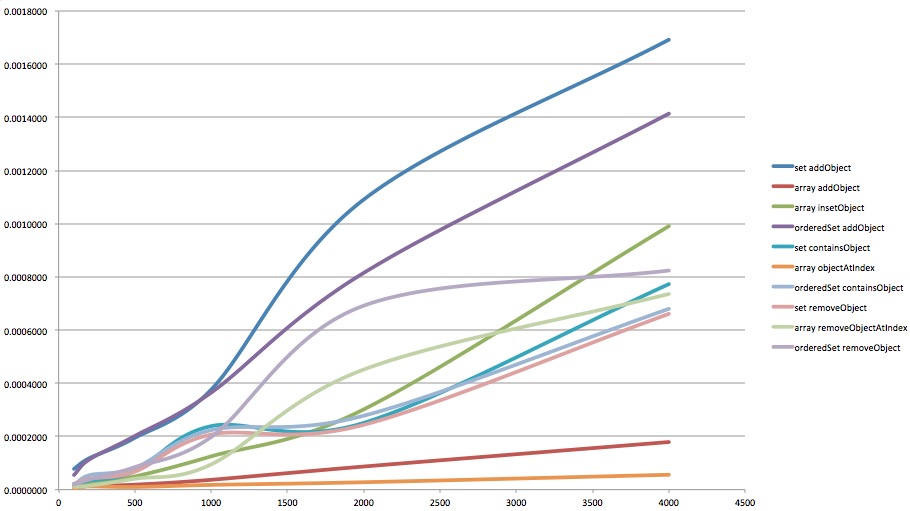 0.0018000
0.0016000
0.0014000
0.0012000
0.0010000
0.0008000
0.0006000
0.0004000
0.0002000
0.0000000
0 500 1000 1500 2000 2500 3000 3500 4000 4500
set addObject
array addObject
array insetObject
orderedSet addObject
set containsObject
array objectAtIndex
orderedSet containsObject
set removeObject
array removeObjectAtIndex
orderedSet removeObject